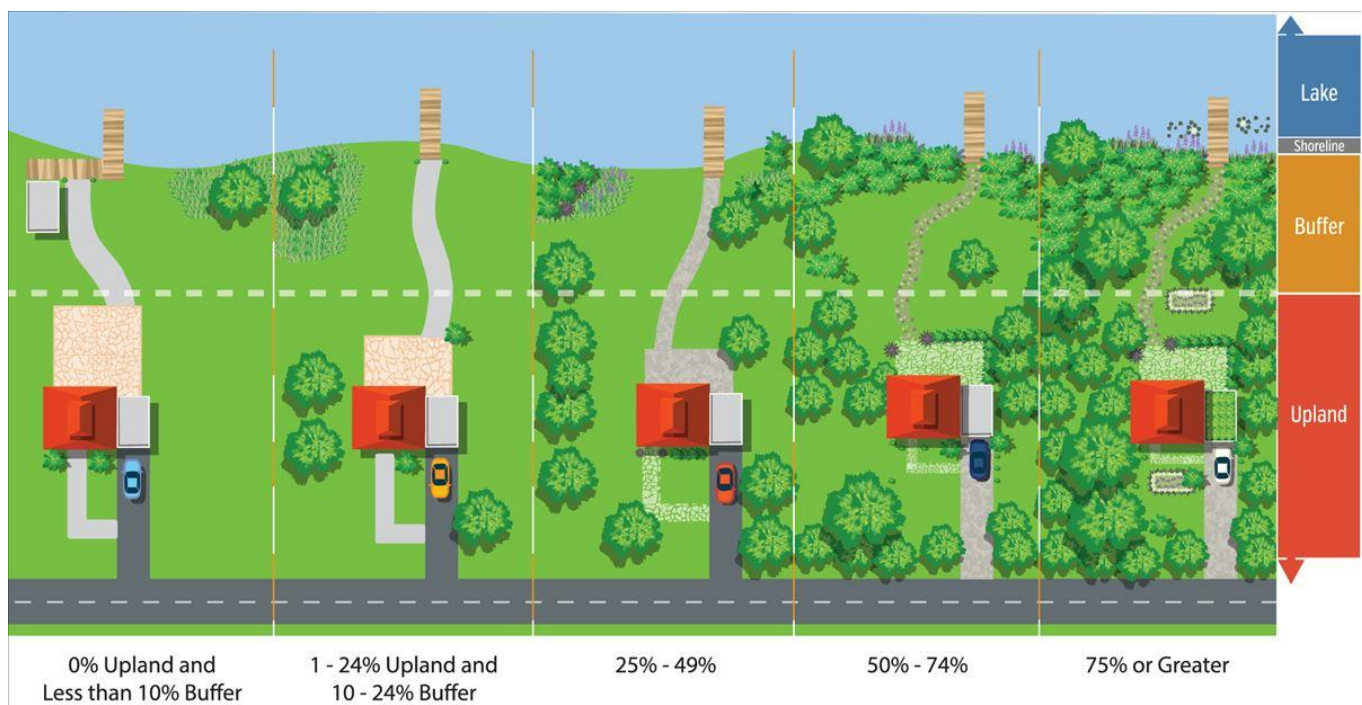 Lake
Shoreline
Buffer
Upland
0% Upland and
Less than 10% Buffer
1 - 24% Upland and
10 - 24% Buffer
25% - 49%
50% - 74%
75% or Greater